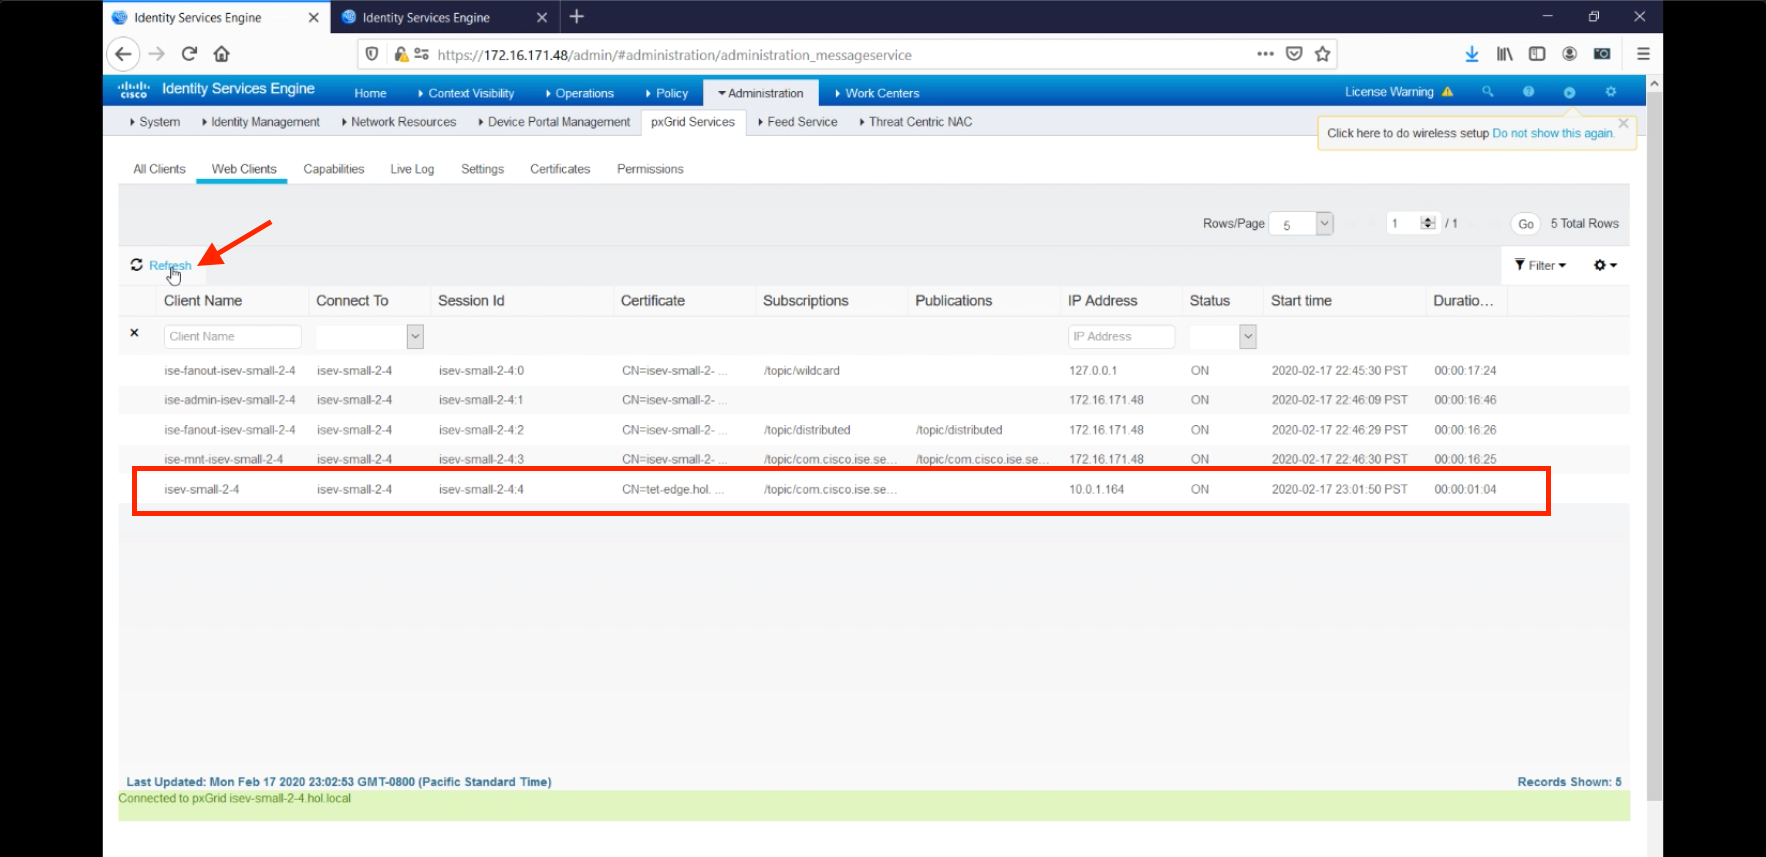 Identity Services Engine
Identity Services Engine
https://172.16.171.48/admin/#administration/administration_messageservice
cisco Identity Services Engine Home Context Visibility Operations Policy Administration Work Centers License Warning
System Identity Management Network Resources Device Portal Management pxGrid Services Feed Service Threat Centric NAC
Click here to do wireless setup Do not show this again.
All Clients Web Clients Capabilities Live Log Settings Certificates Permissions
Rows/Page 5 1 / 1 Go 5 Total Rows
Refresh Filter
Client Name Connect To Session Id Certificate Subscriptions Publications IP Address Status Start time Duratio...
Client Name IP Address
ise-fanout-isev-small-2-4 isev-small-2-4 isev-small-2-4:0 CN=isev-small-2- ... /topic/wildcard 127.0.0.1 ON 2020-02-17 22:45:30 PST 00:00:17:24
ise-admin-isev-small-2-4 isev-small-2-4 isev-small-2-4:1 CN=isev-small-2- ... 172.16.171.48 ON 2020-02-17 22:46:09 PST 00:00:16:46
ise-fanout-isev-small-2-4 isev-small-2-4 isev-small-2-4:2 CN=isev-small-2- ... /topic/distributed /topic/distributed 172.16.171.48 ON 2020-02-17 22:46:29 PST 00:00:16:26
ise-mnt-isev-small-2-4 isev-small-2-4 isev-small-2-4:3 CN=isev-small-2- ... /topic/com.cisco.ise.se... /topic/com.cisco.ise.se... 172.16.171.48 ON 2020-02-17 22:46:30 PST 00:00:16:25
isev-small-2-4 isev-small-2-4 isev-small-2-4:4 CN=tet-edge.hol. ... /topic/com.cisco.ise.se... 10.0.1.164 ON 2020-02-17 23:01:50 PST 00:00:01:04
Last Updated: Mon Feb 17 2020 23:02:53 GMT-0800 (Pacific Standard Time) Records Shown: 5
Connected to pxGrid isev-small-2-4.hol.local